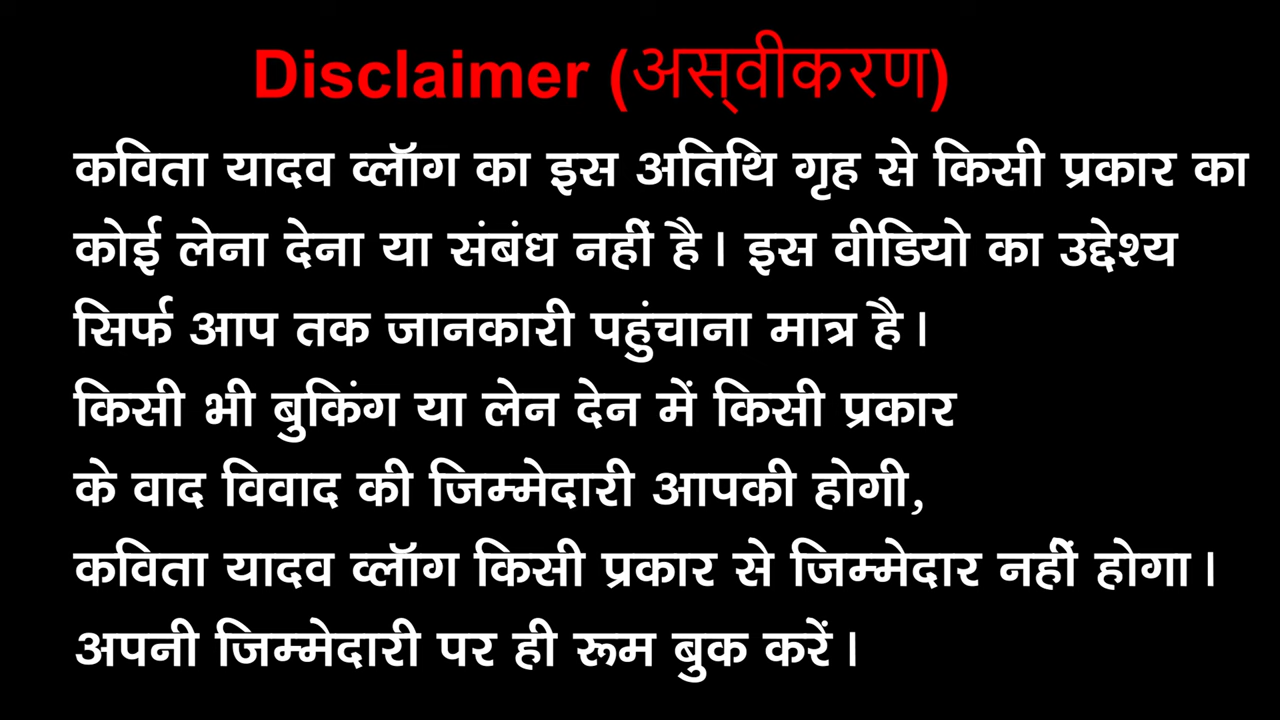 Disclaimer (अस्वीकरण)
कविता यादव व्लॉग का इस अतिथि गृह से किसी प्रकार का
कोई लेना देना या संबंध नहीं है। इस वीडियो का उद्देश्य
सिर्फ आप तक जानकारी पहुंचाना मात्र है।
किसी भी बुकिंग या लेन देन में किसी प्रकार
के वाद विवाद की जिम्मेदारी आपकी होगी,
कविता यादव व्लॉग किसी प्रकार से जिम्मेदार नहीं होगा।
अपनी जिम्मेदारी पर ही रूम बुक करें।